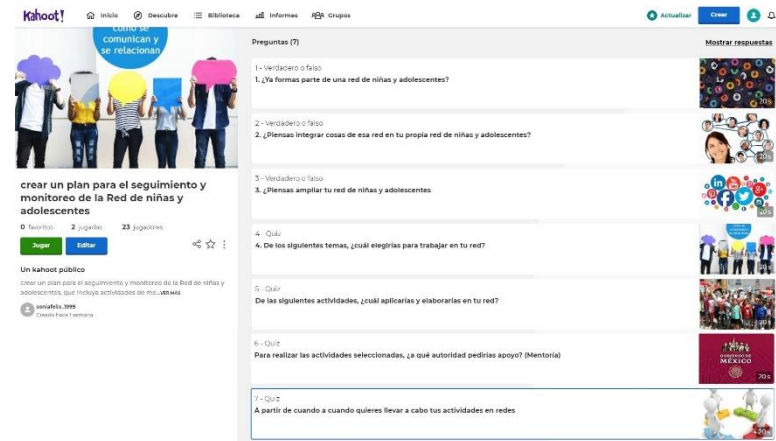 Kahoot!
Inicio
Descubre
Biblioteca
Informes
Grupos
Actualizar
Crear
cómo se
comunican y
se relacionan
crear un plan para el seguimiento y
monitoreo de la Red de niñas y
adolescentes
0 favoritos 2 jugadas 23 jugadores
Jugar
Editar
Un kahoot público
crear un plan para el seguimiento y monitoreo de la Red de niñas y
adolescentes, que incluya actividades de me...VER MÁS
soniafelix_1999
Creado hace 1 semana
Preguntas (7)
Mostrar respuestas
1 - Verdadero o falso
1. ¿Ya formas parte de una red de niñas y adolescentes?
20 s
2 - Verdadero o falso
2. ¿Piensas integrar cosas de esa red en tu propia red de niñas y adolescentes?
20 s
3 - Verdadero o falso
3. ¿Piensas ampliar tu red de niñas y adolescentes
20 s
4 - Quiz
4. De los siguientes temas, ¿cuál elegirías para trabajar en tu red?
20 s
5 - Quiz
De las siguientes actividades, ¿cuál aplicarías y elaborarías en tu red?
20 s
6 - Quiz
Para realizar las actividades seleccionadas, ¿a qué autoridad pedirías apoyo? (Mentoría)
GOBIERNO DE
MÉXICO
20 s
7 - Quiz
A partir de cuando a cuando quieres llevar a cabo tus actividades en redes
20 s